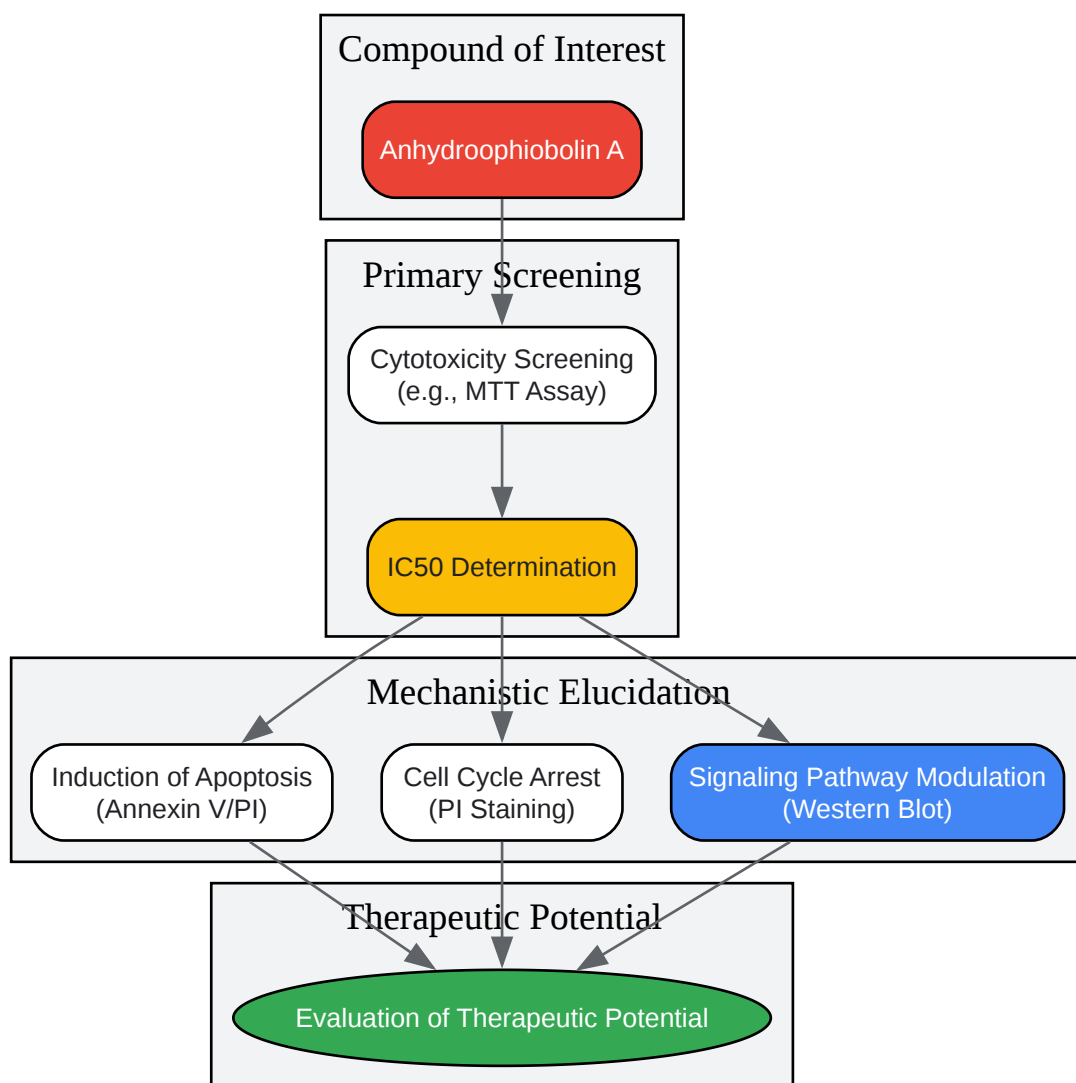 Compound of Interest
Anhydroophiobolin A
Primary Screening
Cytotoxicity Screening
(e.g., MTT Assay)
IC50 Determination
Mechanistic Elucidation
Induction of Apoptosis
(Annexin V/PI)
Cell Cycle Arrest
(PI Staining)
Signaling Pathway Modulation
(Western Blot)
Therapeutic Potential
Evaluation of Therapeutic Potential